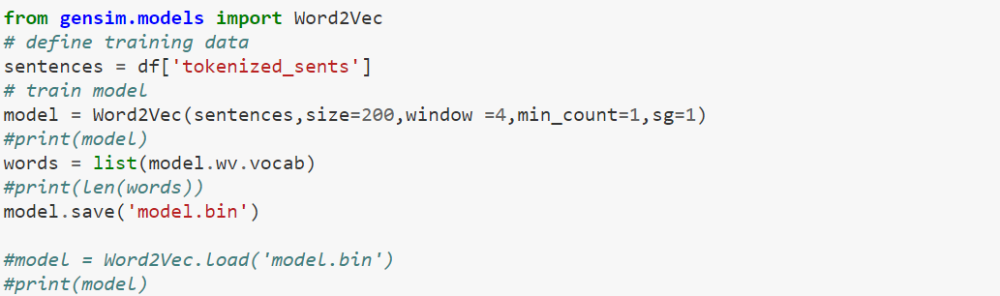 from gensim.models import Word2Vec
# define training data
sentences = df['tokenized_sents']
# train model
model = Word2Vec(sentences,size=200,window =4,min_count=1,sg=1)
#print(model)
words = list(model.wv.vocab)
#print(len(words))
model.save('model.bin')

#model = Word2Vec.load('model.bin')
#print(model)